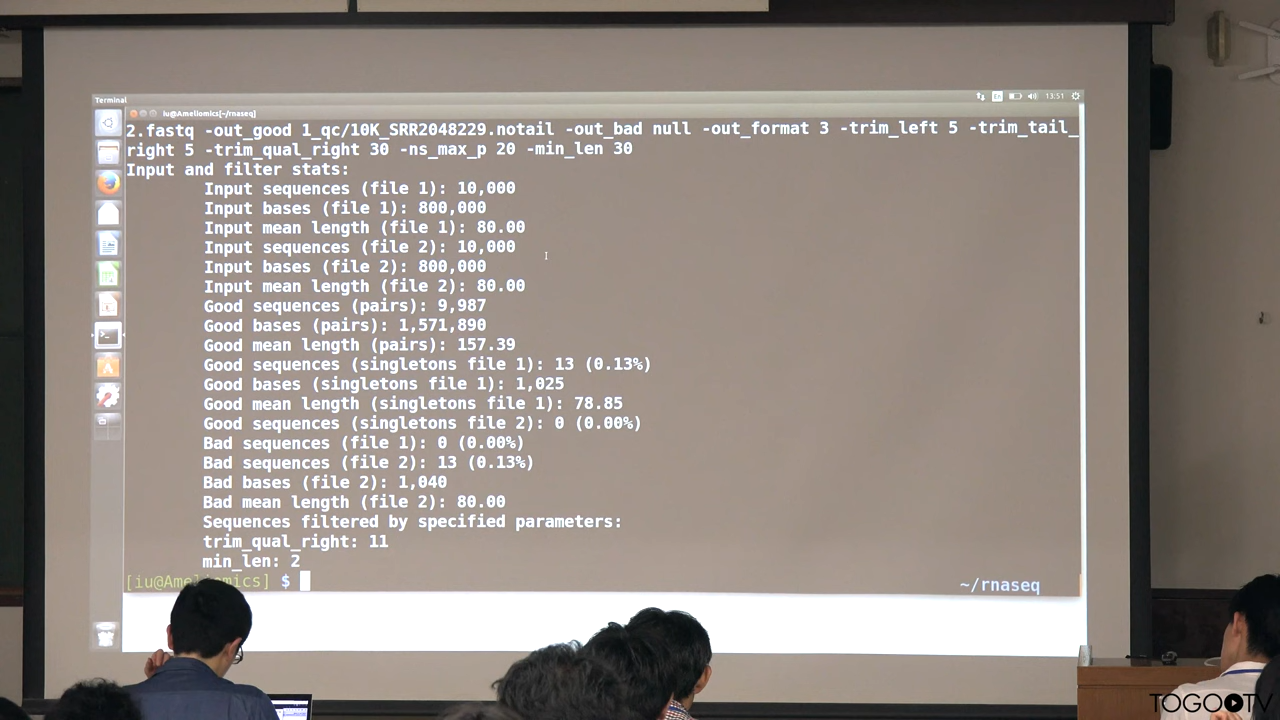 Terminal
En
13:51
iu@Ameliomics[~/rnaseq]
2.fastq -out_good 1_qc/10K_SRR2048229.notail -out_bad null -out_format 3 -trim_left 5 -trim_tail_
right 5 -trim_qual_right 30 -ns_max_p 20 -min_len 30
Input and filter stats:
Input sequences (file 1): 10,000
Input bases (file 1): 800,000
Input mean length (file 1): 80.00
Input sequences (file 2): 10,000
Input bases (file 2): 800,000
Input mean length (file 2): 80.00
Good sequences (pairs): 9,987
Good bases (pairs): 1,571,890
Good mean length (pairs): 157.39
Good sequences (singletons file 1): 13 (0.13%)
Good bases (singletons file 1): 1,025
Good mean length (singletons file 1): 78.85
Good sequences (singletons file 2): 0 (0.00%)
Bad sequences (file 1): 0 (0.00%)
Bad sequences (file 2): 13 (0.13%)
Bad bases (file 2): 1,040
Bad mean length (file 2): 80.00
Sequences filtered by specified parameters:
trim_qual_right: 11
min_len: 2
[iu@Ameliomics] $
~/rnaseq
TOGOTV